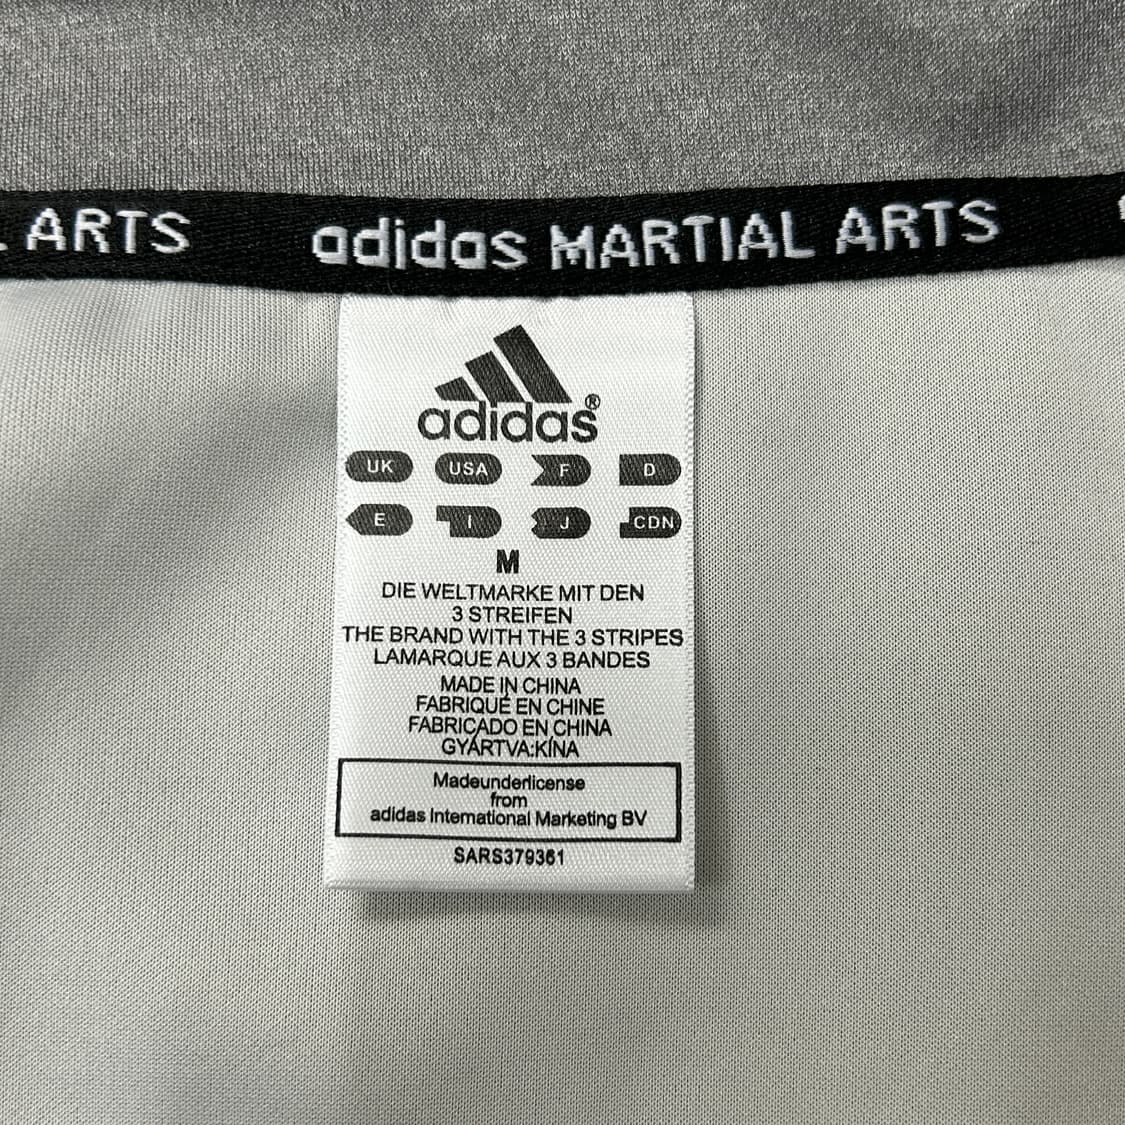 ARTS adidas MARTIAL ARTS
adidas®
UK USA F D
E I J CDN
M
DIE WELTMARKE MIT DEN
3 STREIFEN
THE BRAND WITH THE 3 STRIPES
LAMARQUE AUX 3 BANDES
MADE IN CHINA
FABRIQUÉ EN CHINE
FABRICADO EN CHINA
GYÁRTVA:KÍNA
Madeunderlicense
from
adidas International Marketing BV
SARS379361